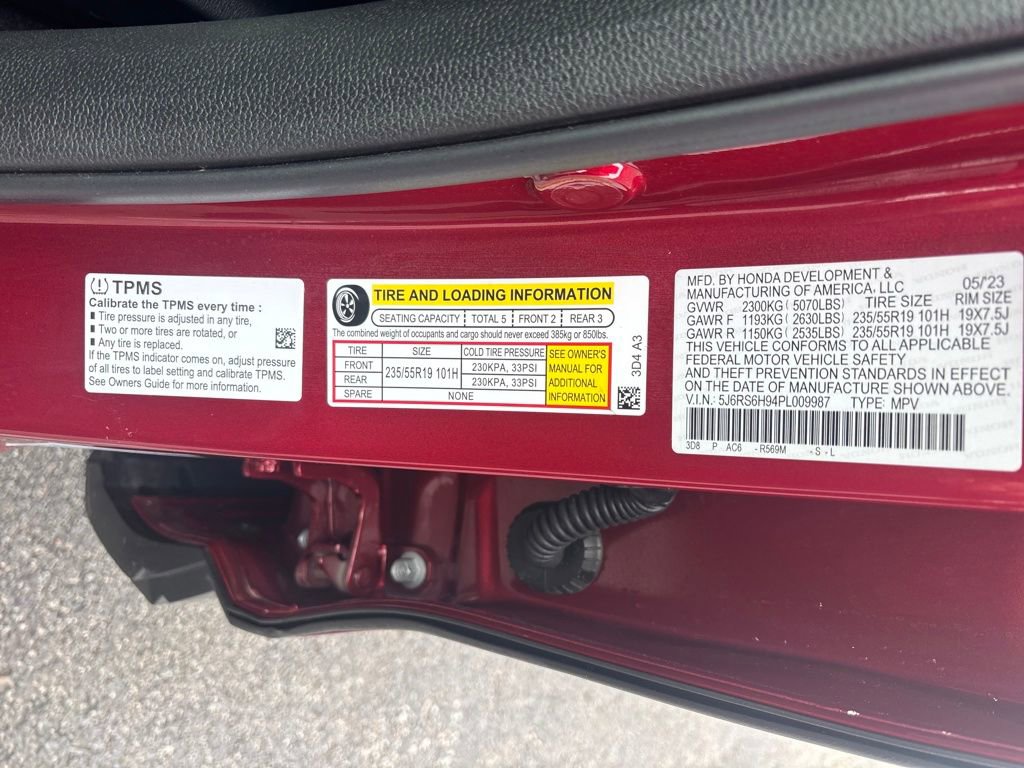 TPMS
Calibrate the TPMS every time :
Tire pressure is adjusted in any tire,
Two or more tires are rotated, or
Any tire is replaced.
If the TPMS indicator comes on, adjust pressure
of all tires to label setting and calibrate TPMS.
See Owners Guide for more information.
TIRE AND LOADING INFORMATION
SEATING CAPACITY TOTAL 5 FRONT 2 REAR 3
The combined weight of occupants and cargo should never exceed 385kg or 850lbs.
TIRE SIZE COLD TIRE PRESSURE
FRONT 235/55R19 101H 230KPA, 33PSI
REAR 230KPA, 33PSI
SPARE NONE
SEE OWNER'S
MANUAL FOR
ADDITIONAL
INFORMATION
3D4 A3
MFD. BY HONDA DEVELOPMENT &
MANUFACTURING OF AMERICA, LLC 05/23
GVWR 2300KG ( 5070LBS) TIRE SIZE RIM SIZE
GAWR F 1193KG ( 2630LBS) 235/55R19 101H 19X7.5J
GAWR R 1150KG ( 2535LBS) 235/55R19 101H 19X7.5J
THIS VEHICLE CONFORMS TO ALL APPLICABLE
FEDERAL MOTOR VEHICLE SAFETY
AND THEFT PREVENTION STANDARDS IN EFFECT
ON THE DATE OF MANUFACTURE SHOWN ABOVE.
V.I.N.: 5J6RS6H94PL009987 TYPE: MPV
3D8 P AC6 -R569M -S-L